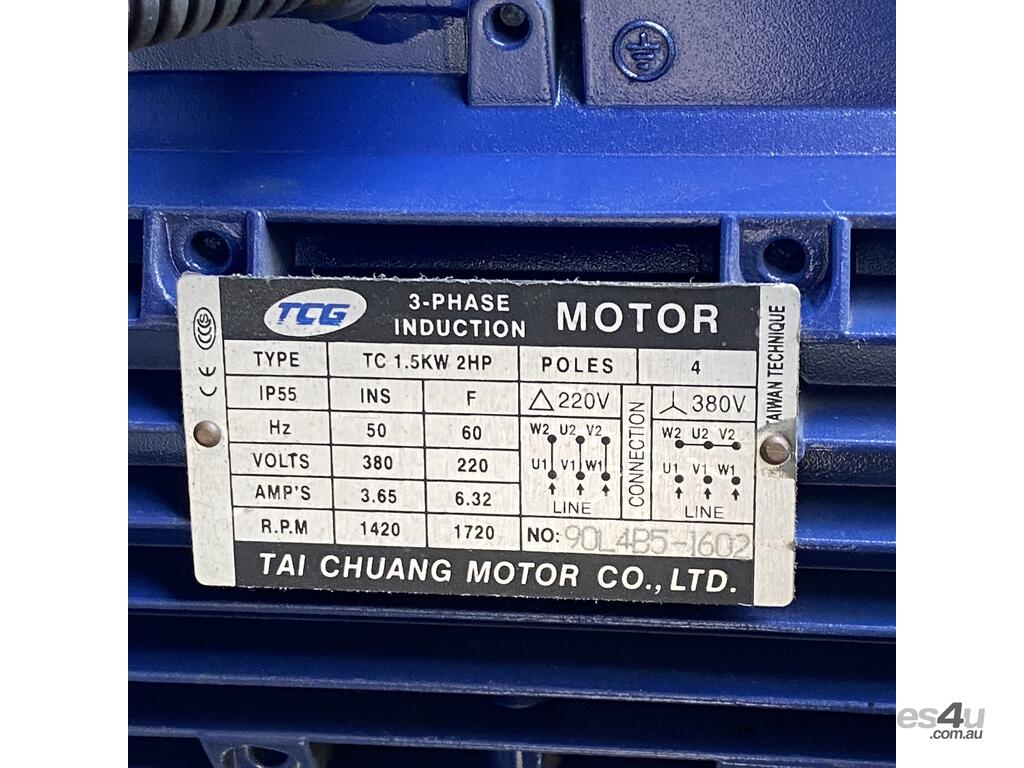 TCG 3-PHASE INDUCTION MOTOR
TYPE TC 1.5KW 2HP POLES 4
IP55 INS F △ 220V CONNECTION 380V
Hz 50 60
VOLTS 380 220
AMP'S 3.65 6.32
R.P.M 1420 1720
W2 U2 V2 W2 U2 V2
U1 V1 W1 U1 V1 W1
LINE LINE
NO: 90L4B5-1602
TAI CHUANG MOTOR CO., LTD.
CCC
CE
TAIWAN TECHNIQUE
machines4u
.com.au